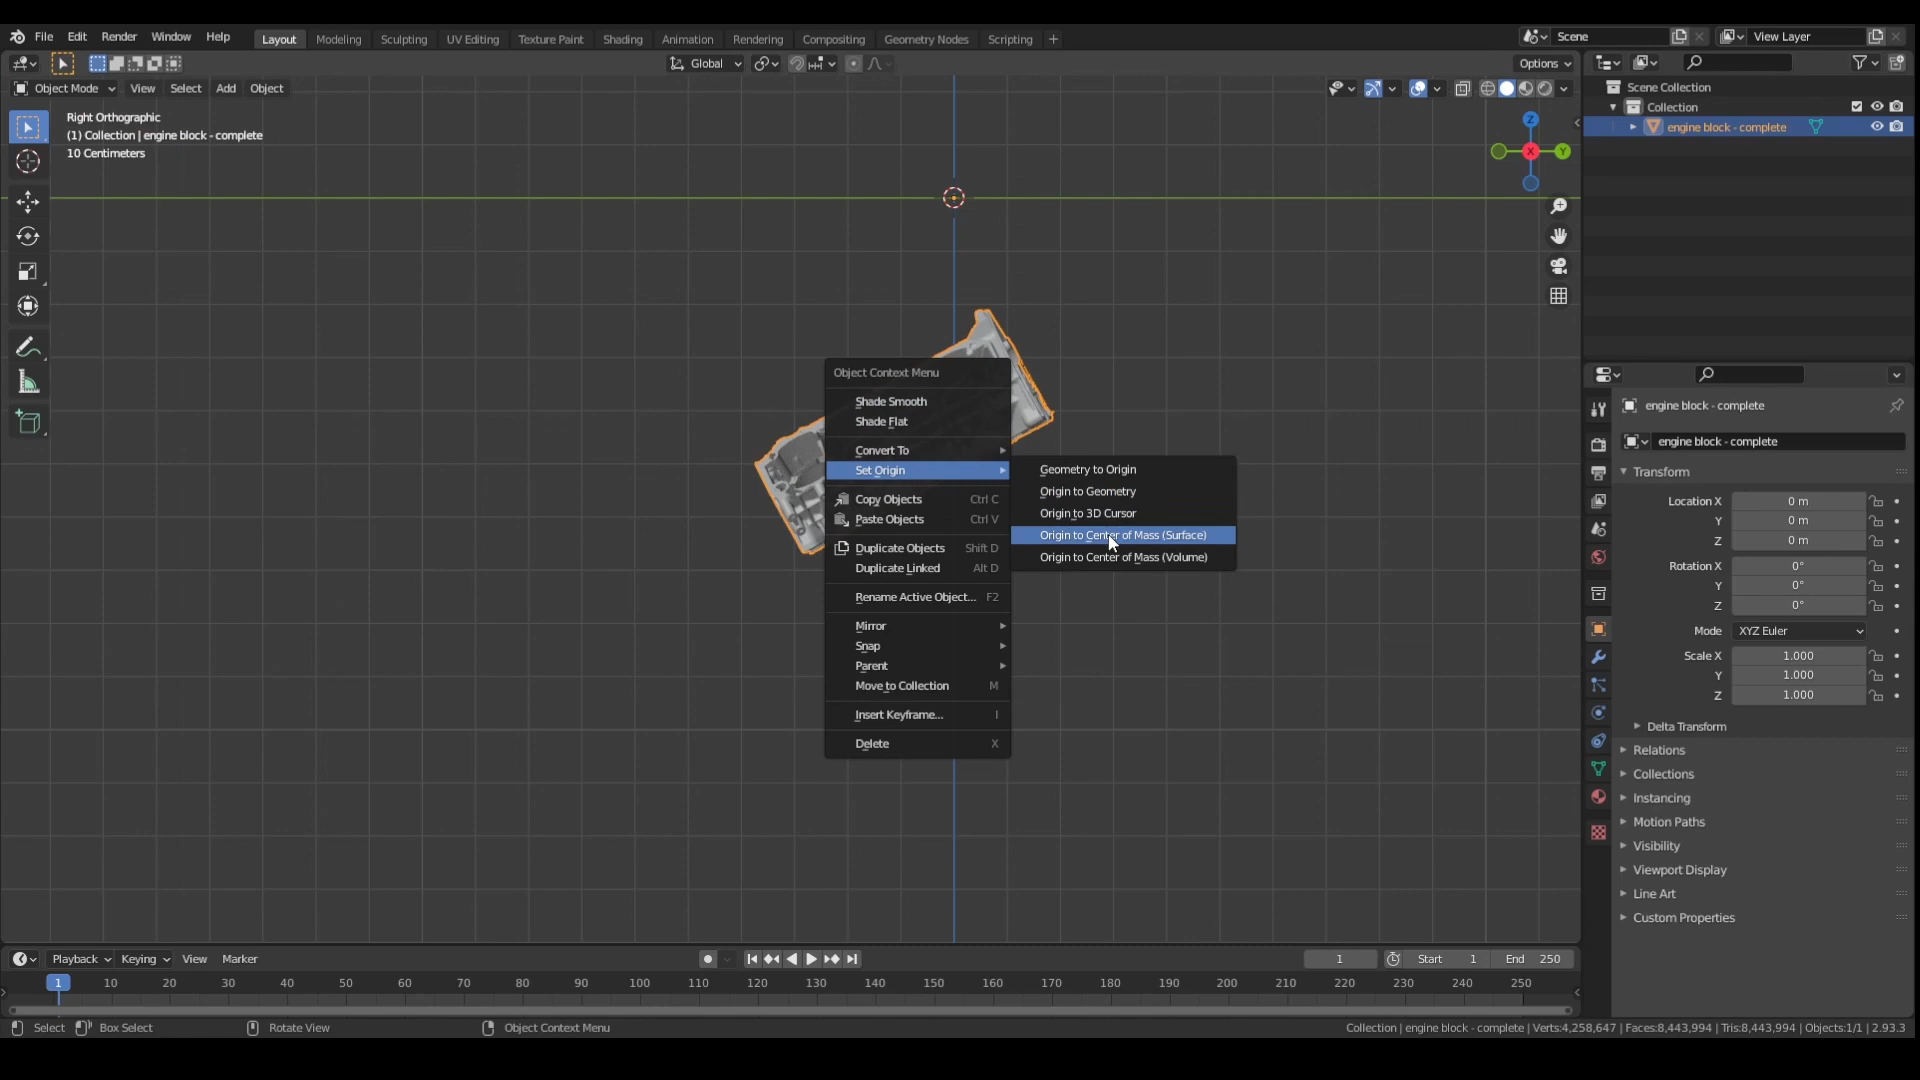 File Edit Render Window Help Layout Modeling Sculpting UV Editing Texture Paint Shading Animation Rendering Compositing Geometry Nodes Scripting + Scene View Layer
Global Options
Object Mode View Select Add Object
Right Orthographic
(1) Collection | engine block - complete
10 Centimeters
Z
X
Y
Scene Collection
Collection
engine block - complete
Object Context Menu
Shade Smooth
Shade Flat
Convert To
Set Origin
Copy Objects Ctrl C
Paste Objects Ctrl V
Duplicate Objects Shift D
Duplicate Linked Alt D
Rename Active Object... F2
Mirror
Snap
Parent
Move to Collection M
Insert Keyframe... I
Delete X
Geometry to Origin
Origin to Geometry
Origin to 3D Cursor
Origin to Center of Mass (Surface)
Origin to Center of Mass (Volume)
engine block - complete
engine block - complete
Transform
Location X 0 m
Y 0 m
Z 0 m
Rotation X 0°
Y 0°
Z 0°
Mode XYZ Euler
Scale X 1.000
Y 1.000
Z 1.000
Delta Transform
Relations
Collections
Instancing
Motion Paths
Visibility
Viewport Display
Line Art
Custom Properties
Playback Keying View Marker 1 Start 1 End 250
1 10 20 30 40 50 60 70 80 90 100 110 120 130 140 150 160 170 180 190 200 210 220 230 240 250
Select Box Select Rotate View Object Context Menu Collection | engine block - complete | Verts:4,258,647 | Faces:8,443,994 | Tris:8,443,994 | Objects:1/1 | 2.93.3